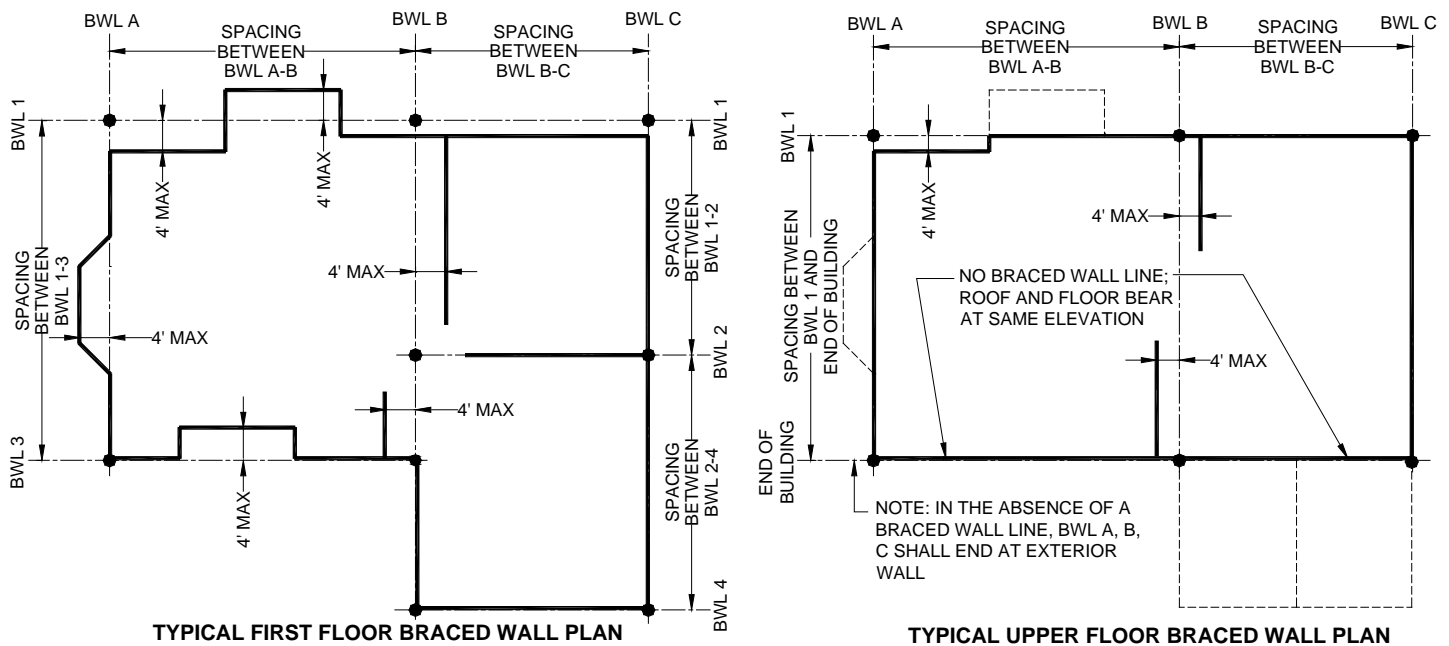 BWL A
SPACING
BETWEEN
BWL A-B
BWL B
SPACING
BETWEEN
BWL B-C
BWL C
BWL 1
BWL 1
4' MAX
4' MAX
SPACING
BETWEEN
BWL 1-3
SPACING
BETWEEN
BWL 1-2
4' MAX
4' MAX
BWL 2
4' MAX
BWL 3
4' MAX
SPACING
BETWEEN
BWL 2-4
BWL 4
TYPICAL FIRST FLOOR BRACED WALL PLAN
BWL A
SPACING
BETWEEN
BWL A-B
BWL B
SPACING
BETWEEN
BWL B-C
BWL C
BWL 1
4' MAX
4' MAX
SPACING BETWEEN
BWL 1 AND
END OF BUILDING
NO BRACED WALL LINE;
ROOF AND FLOOR BEAR
AT SAME ELEVATION
4' MAX
END OF
BUILDING
NOTE: IN THE ABSENCE OF A
BRACED WALL LINE, BWL A, B,
C SHALL END AT EXTERIOR
WALL
TYPICAL UPPER FLOOR BRACED WALL PLAN